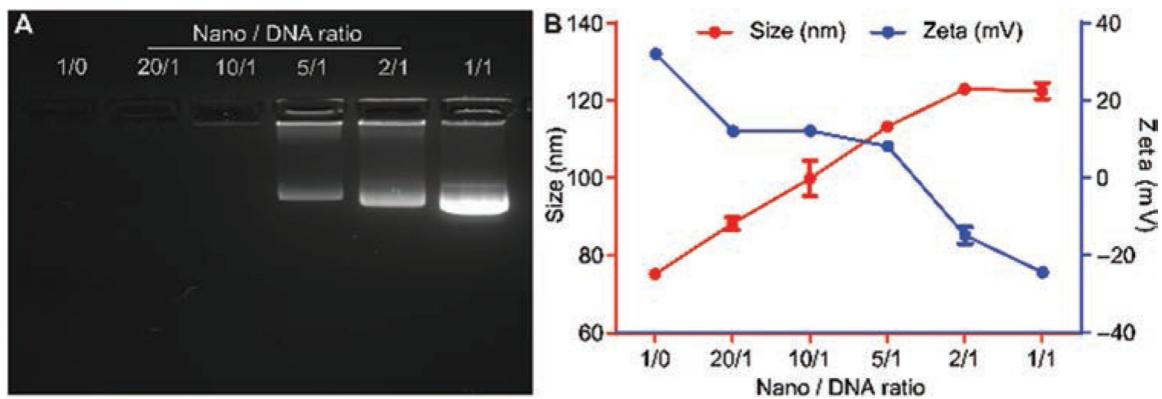 A
Nano / DNA ratio
1/0 20/1 10/1 5/1 2/1 1/1
B
Size (nm) Zeta (mV)
140
120
100
80
60
Size (nm)
40
20
0
−20
−40
Zeta (mV)
1/0 20/1 10/1 5/1 2/1 1/1
Nano / DNA ratio